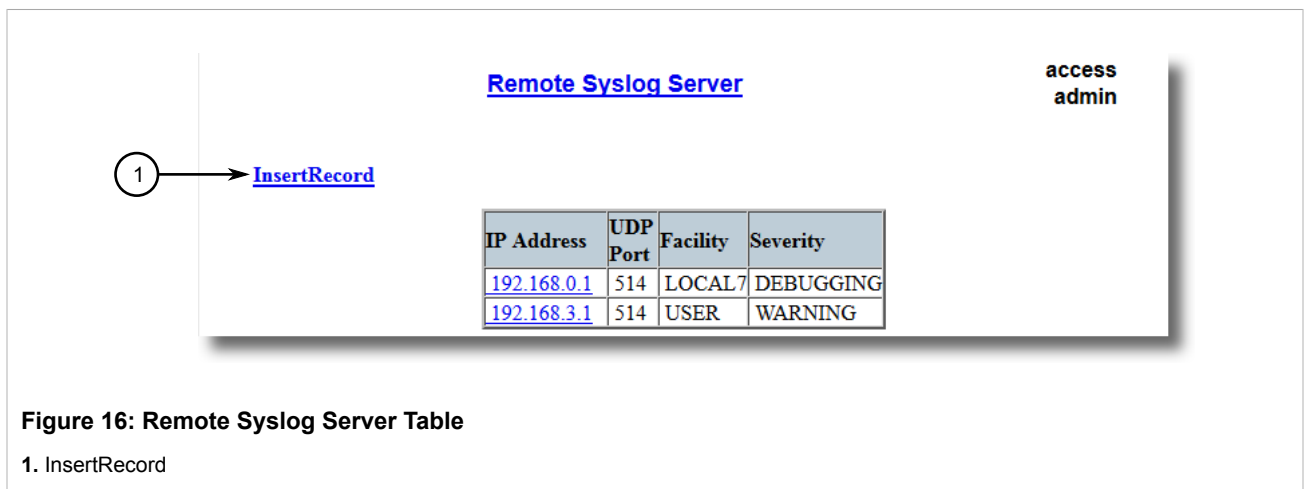 Remote Syslog Server
access
admin
1
InsertRecord
IP Address UDP Port Facility Severity
192.168.0.1 514 LOCAL7 DEBUGGING
192.168.3.1 514 USER WARNING
Figure 16: Remote Syslog Server Table
1. InsertRecord